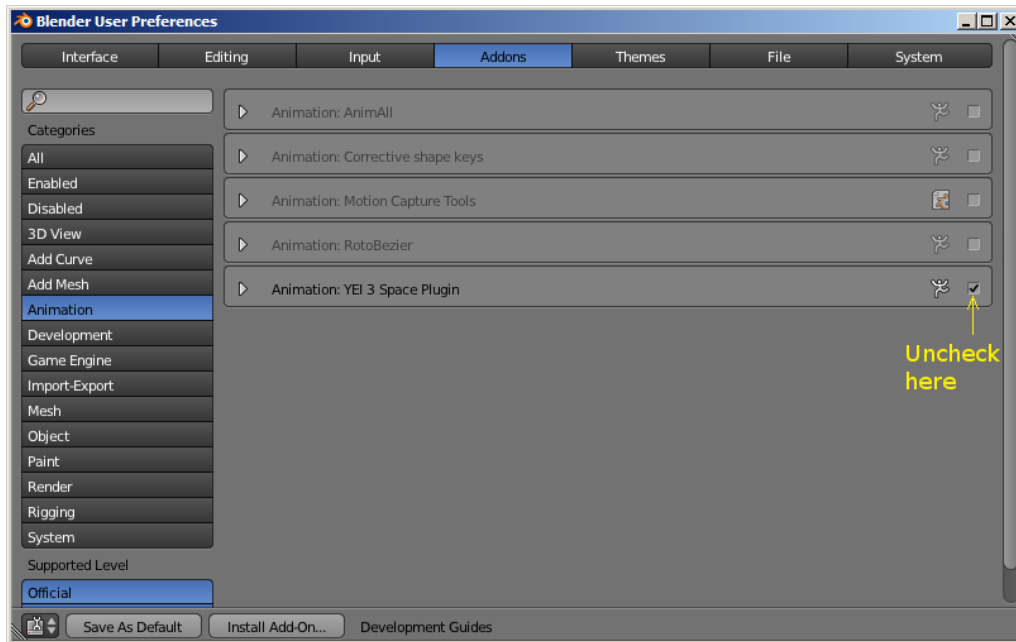 Blender User Preferences
Interface Editing Input Addons Themes File System
Categories
All
Enabled
Disabled
3D View
Add Curve
Add Mesh
Animation
Development
Game Engine
Import-Export
Mesh
Object
Paint
Render
Rigging
System
Supported Level
Official
Animation: AnimAll
Animation: Corrective shape keys
Animation: Motion Capture Tools
Animation: RotoBezier
Animation: YEI 3 Space Plugin
Uncheck
here
Save As Default Install Add-On... Development Guides